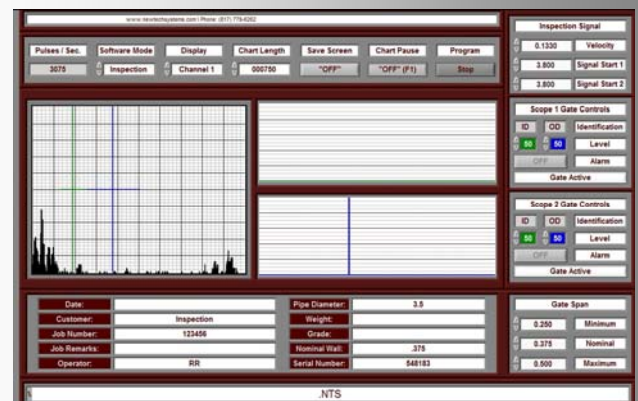 www.newtechsystems.com | Phone: (817) 779-6262
Inspection Signal
Pulses / Sec. Software Mode Display Chart Length Save Screen Chart Pause Program
3075 Inspection Channel 1 000750 "OFF" "OFF" (F1) Stop
0.1330 Velocity
3.800 Signal Start 1
3.800 Signal Start 2
Scope 1 Gate Controls
ID OD Identification
50 50 Level
OFF Alarm
Gate Active
Scope 2 Gate Controls
ID OD Identification
50 50 Level
OFF Alarm
Gate Active
Date: Pipe Diameter: 3.5
Customer: Inspection Weight:
Job Number: 123456 Grade:
Job Remarks: Nominal Wall: .375
Operator: RR Serial Number: 548183
Gate Span
0.250 Minimum
0.375 Nominal
0.500 Maximum
.NTS